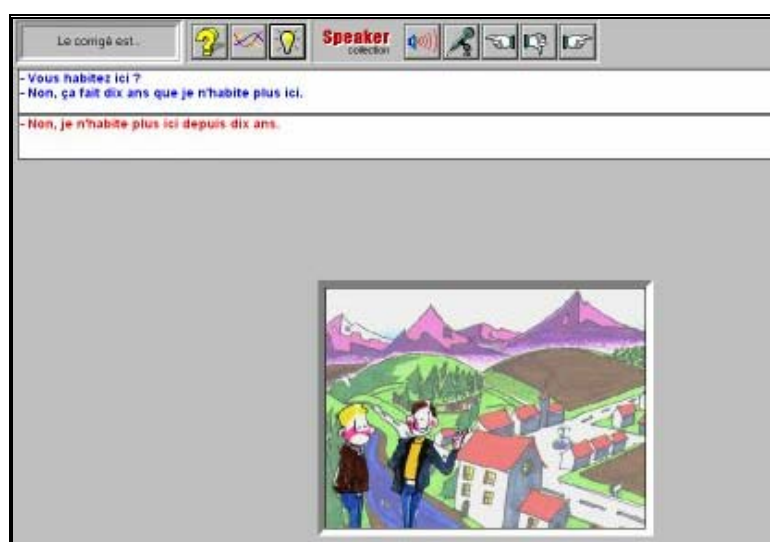 Le corrigé est..
Speaker
collection
- Vous habitez ici ?
- Non, ça fait dix ans que je n'habite plus ici.
- Non, je n'habite plus ici depuis dix ans.